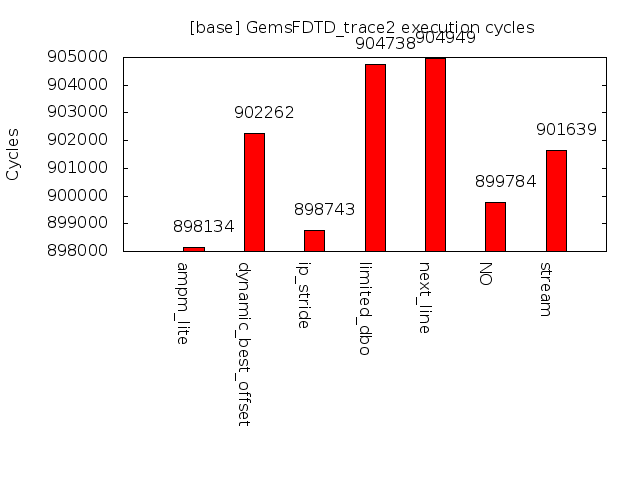 [base] GemsFDTD_trace2 execution cycles
Cycles
905000
904000
903000
902000
901000
900000
899000
898000
898134
902262
898743
904738
904949
899784
901639
ampm_lite
dynamic_best_offset
ip_stride
limited_dbo
next_line
NO
stream